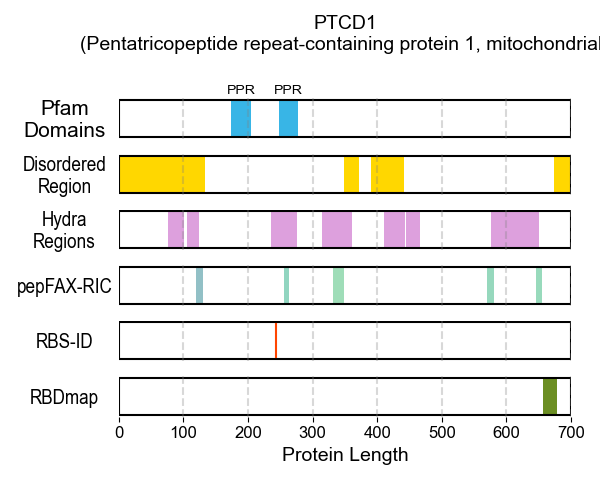 PTCD1
(Pentatricopeptide repeat-containing protein 1, mitochondrial
PPR PPR
Pfam
Domains
Disordered
Region
Hydra
Regions
pepFAX-RIC
RBS-ID
RBDmap
0 100 200 300 400 500 600 700
Protein Length